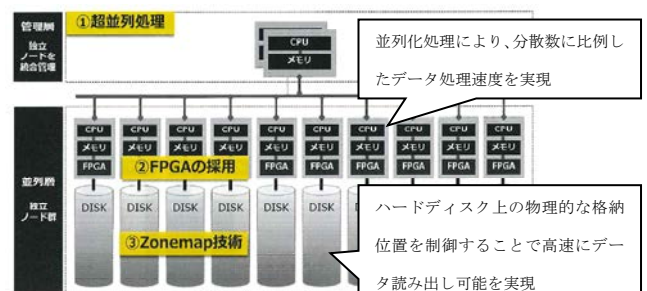 管理層
独立
ノードを
統合管理
①超並列処理
CPU
メモリ
並列化処理により、分散数に比例し
たデータ処理速度を実現
並列層
独立
ノード群
CPU CPU CPU CPU CPU CPU CPU CPU CPU CPU
メモリ メモリ メモリ メモリ メモリ メモリ メモリ メモリ メモリ メモリ
FPGA ②FPGAの採用 FPGA FPGA FPGA FPGA FPGA FPGA
DISK DISK DISK DISK DISK DISK
③Zonemap技術
ハードディスク上の物理的な格納
位置を制御することで高速にデー
タ読み出し可能を実現